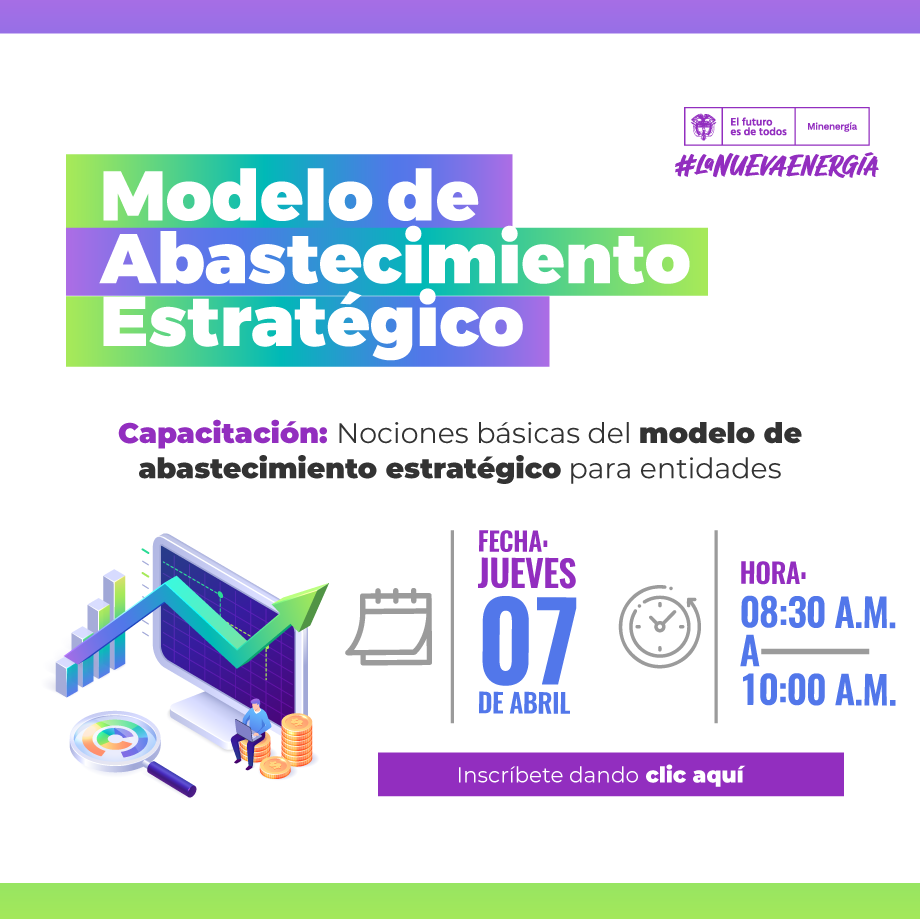 El futuro
es de todos
Minenergía
#LaNUEVAENERGÍA
Modelo de
Abastecimiento
Estratégico
Capacitación: Nociones básicas del modelo de
abastecimiento estratégico para entidades
FECHA:
JUEVES
07
DE ABRIL
HORA:
08:30 A.M.
A
10:00 A.M.
Inscríbete dando clic aquí